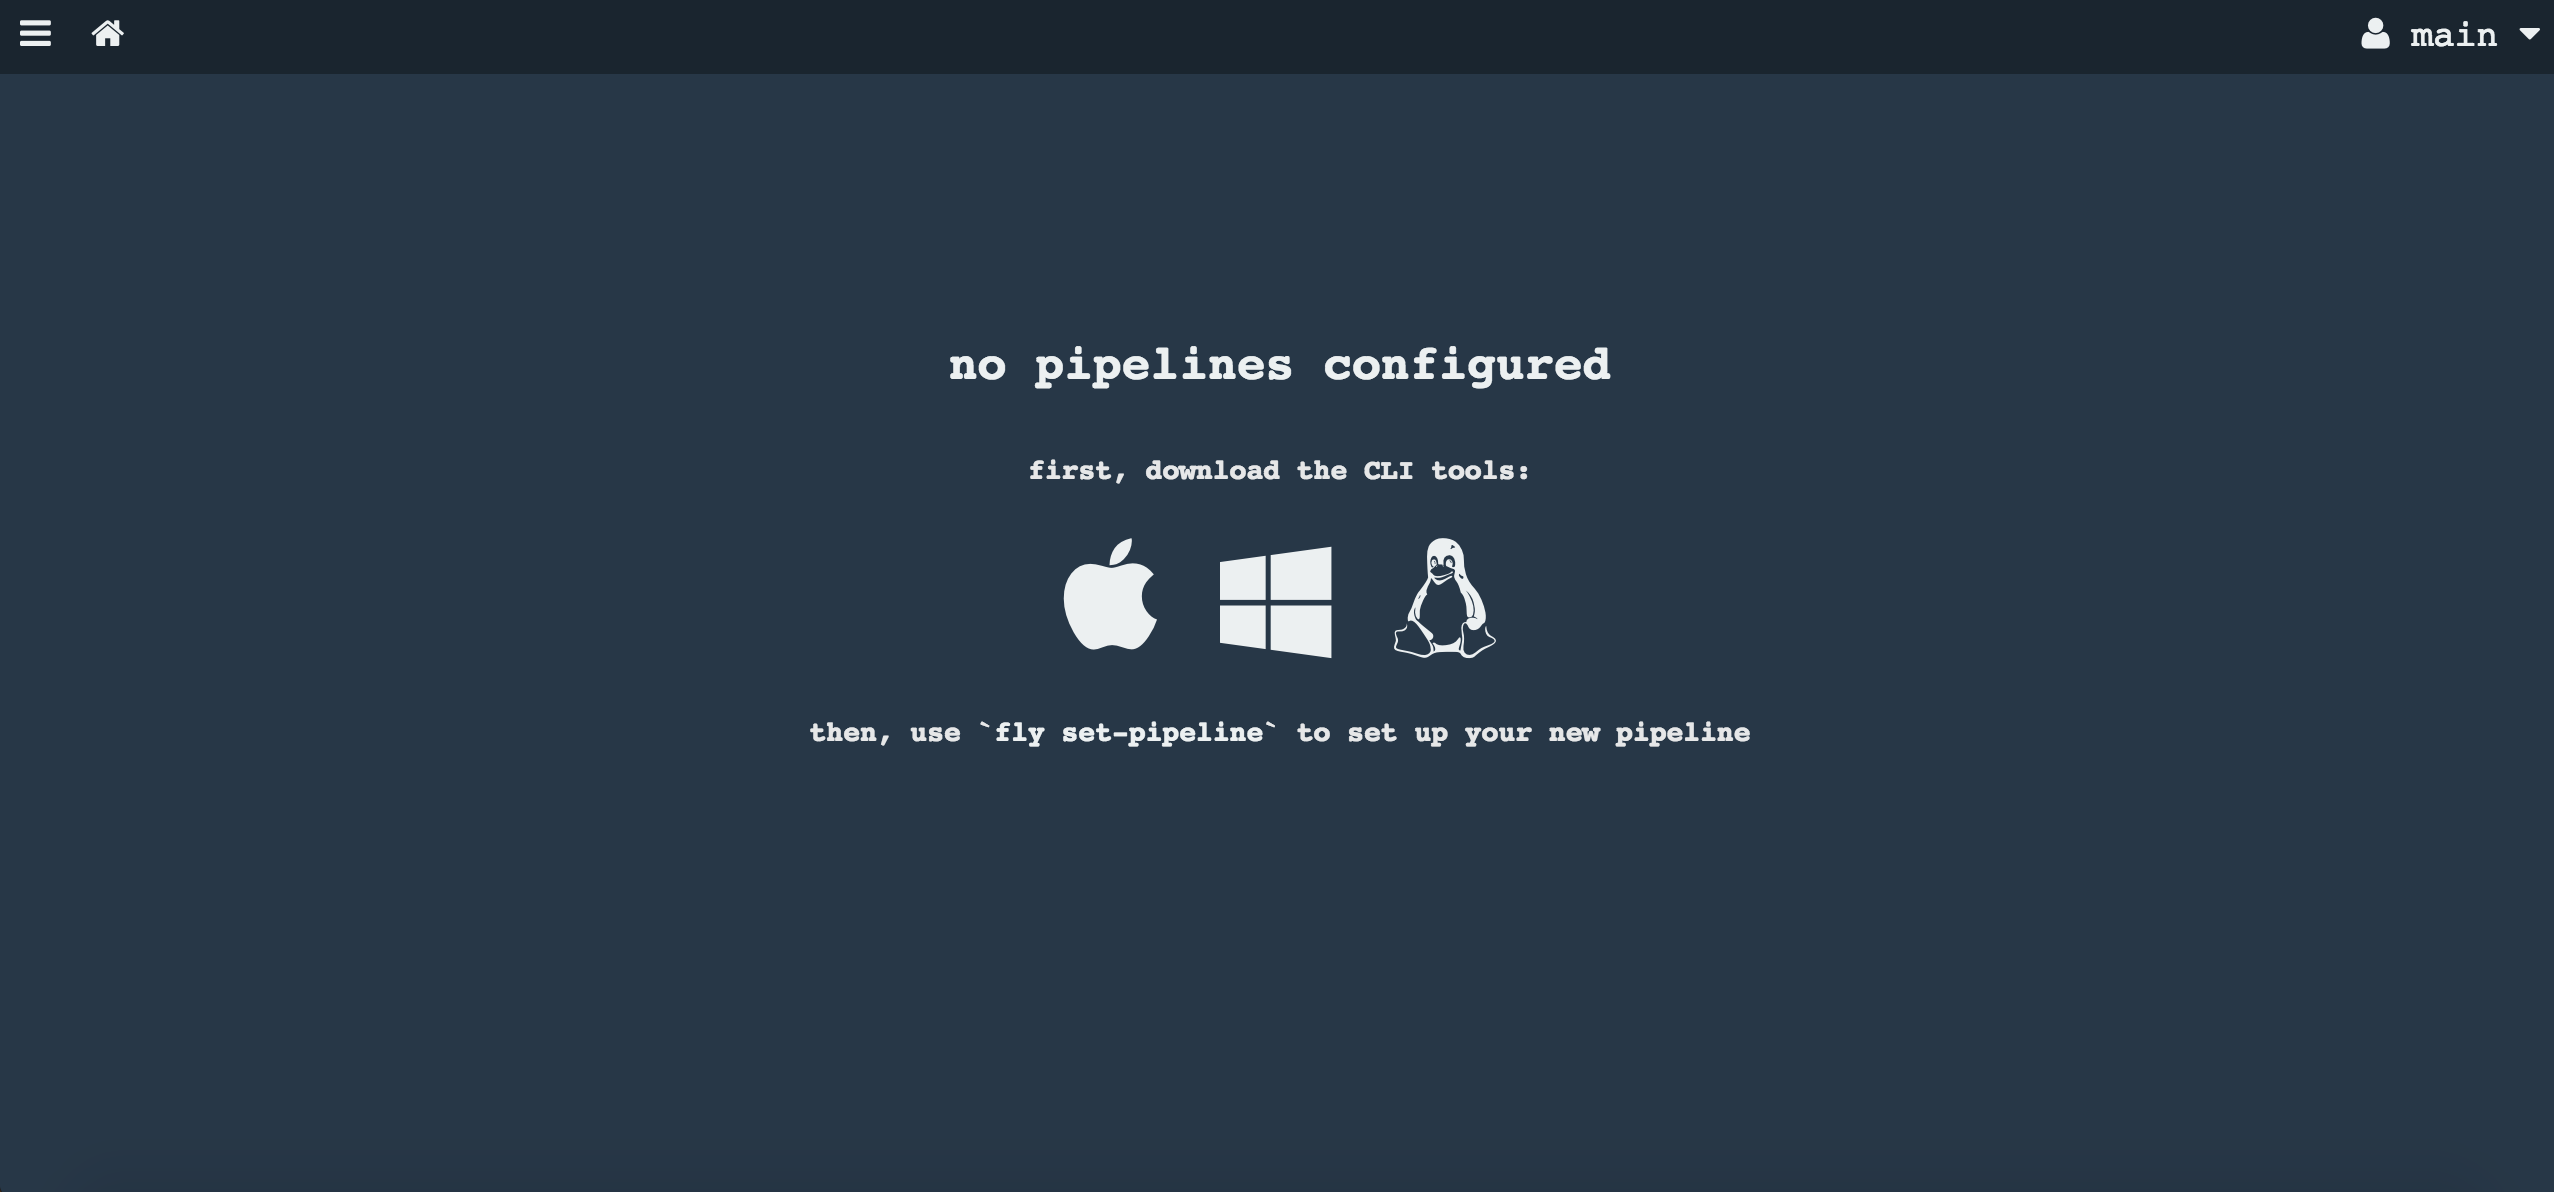 main
no pipelines configured
first, download the CLI tools:
then, use `fly set-pipeline` to set up your new pipeline